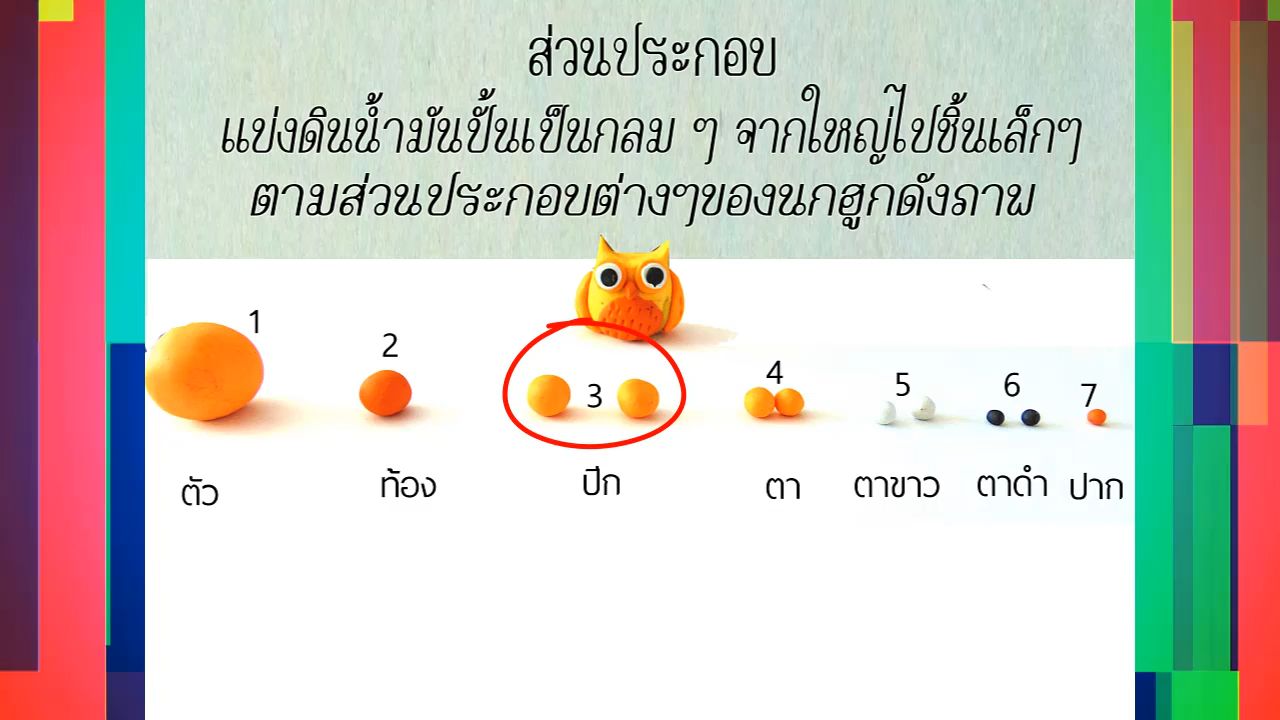 ส่วนประกอบ
แบ่งดินน้ำมันปั้นเป็นกลม ๆ จากใหญ่ไปชิ้นเล็กๆ
ตามส่วนประกอบต่างๆของนกฮูกดังภาพ
1 2 3 4 5 6 7
ตัว ท้อง ปีก ตา ตาขาว ตาดำ ปาก